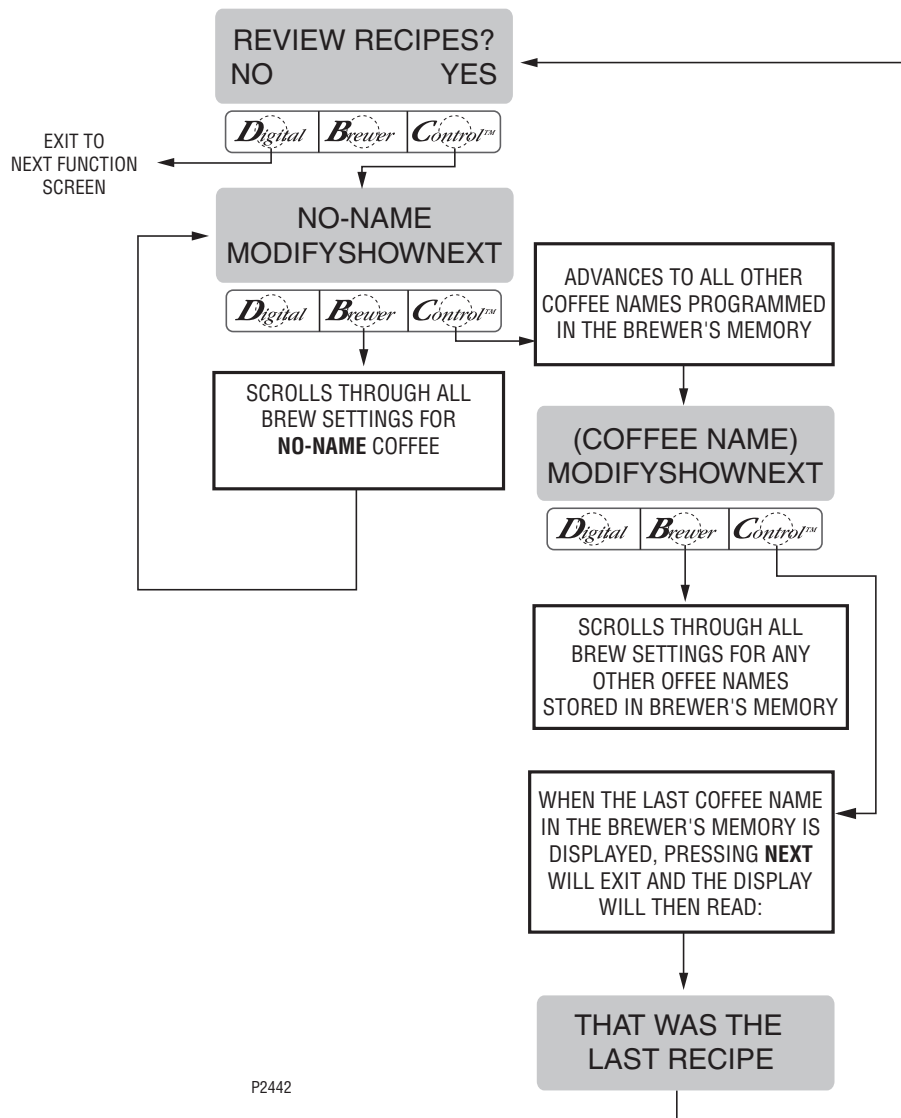 REVIEW RECIPES?
NO YES
Digital Brewer Control™
EXIT TO
NEXT FUNCTION
SCREEN
NO-NAME
MODIFYSHOWNEXT
Digital Brewer Control™
SCROLLS THROUGH ALL
BREW SETTINGS FOR
NO-NAME COFFEE
ADVANCES TO ALL OTHER
COFFEE NAMES PROGRAMMED
IN THE BREWER'S MEMORY
(COFFEE NAME)
MODIFYSHOWNEXT
Digital Brewer Control™
SCROLLS THROUGH ALL
BREW SETTINGS FOR ANY
OTHER OFFEE NAMES
STORED IN BREWER'S MEMORY
WHEN THE LAST COFFEE NAME
IN THE BREWER'S MEMORY IS
DISPLAYED, PRESSING NEXT
WILL EXIT AND THE DISPLAY
WILL THEN READ:
THAT WAS THE
LAST RECIPE
P2442